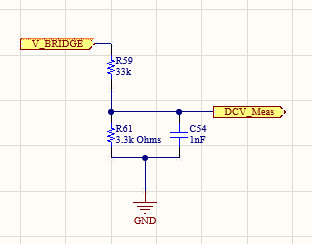 V_BRIDGE
R59
33k
DCV_Meas
R61
3.3k Ohms
C54
1nF
GND